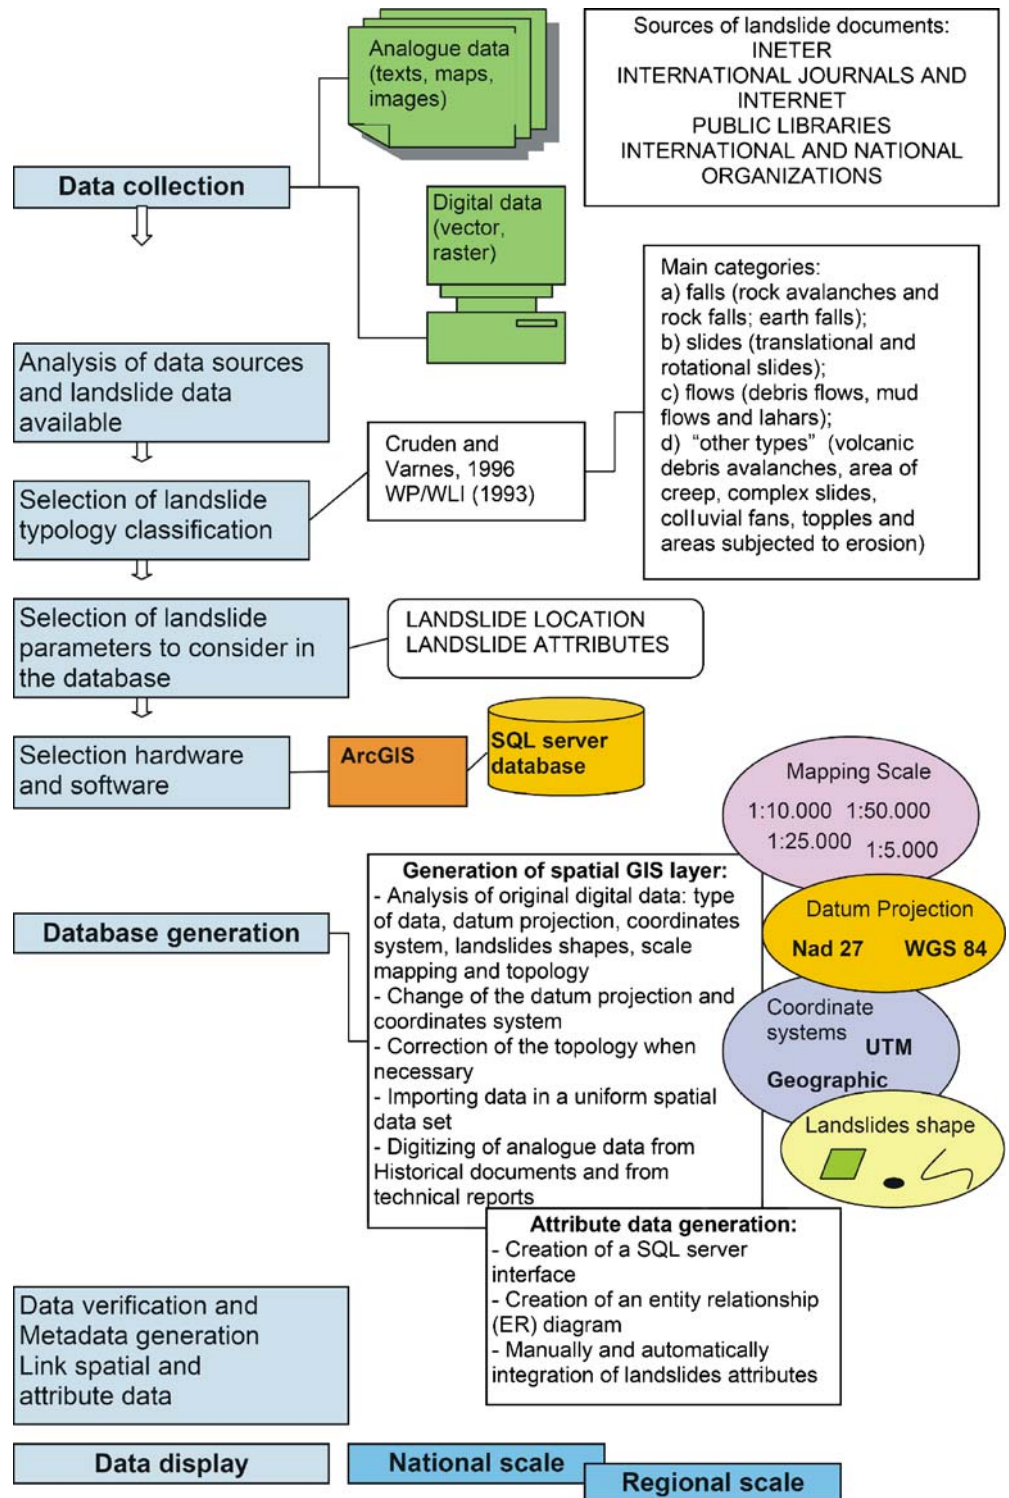 Analogue data
(texts, maps,
images)
Sources of landslide documents:
INETER
INTERNATIONAL JOURNALS AND
INTERNET
PUBLIC LIBRARIES
INTERNATIONAL AND NATIONAL
ORGANIZATIONS
Data collection
Digital data
(vector,
raster)
Main categories:
a) falls (rock avalanches and
rock falls; earth falls);
b) slides (translational and
rotational slides);
c) flows (debris flows, mud
flows and lahars);
d) “other types” (volcanic
debris avalanches, area of
creep, complex slides,
colluvial fans, topples and
areas subjected to erosion)
Analysis of data sources
and landslide data
available
Cruden and
Varnes, 1996
WP/WLI (1993)
Selection of landslide
typology classification
Selection of landslide
parameters to consider in
the database
LANDSLIDE LOCATION
LANDSLIDE ATTRIBUTES
Selection hardware
and software
ArcGIS
SQL server
database
Mapping Scale
1:10.000 1:50.000
1:25.000 1:5.000
Database generation
Generation of spatial GIS layer:
- Analysis of original digital data: type
of data, datum projection, coordinates
system, landslides shapes, scale
mapping and topology
- Change of the datum projection and
coordinates system
- Correction of the topology when
necessary
- Importing data in a uniform spatial
data set
- Digitizing of analogue data from
Historical documents and from
technical reports
Datum Projection
Nad 27 WGS 84
Coordinate
systems
UTM
Geographic
Landslides shape
Attribute data generation:
- Creation of a SQL server
interface
- Creation of an entity relationship
(ER) diagram
- Manually and automatically
integration of landslides attributes
Data verification and
Metadata generation
Link spatial and
attribute data
Data display
National scale
Regional scale